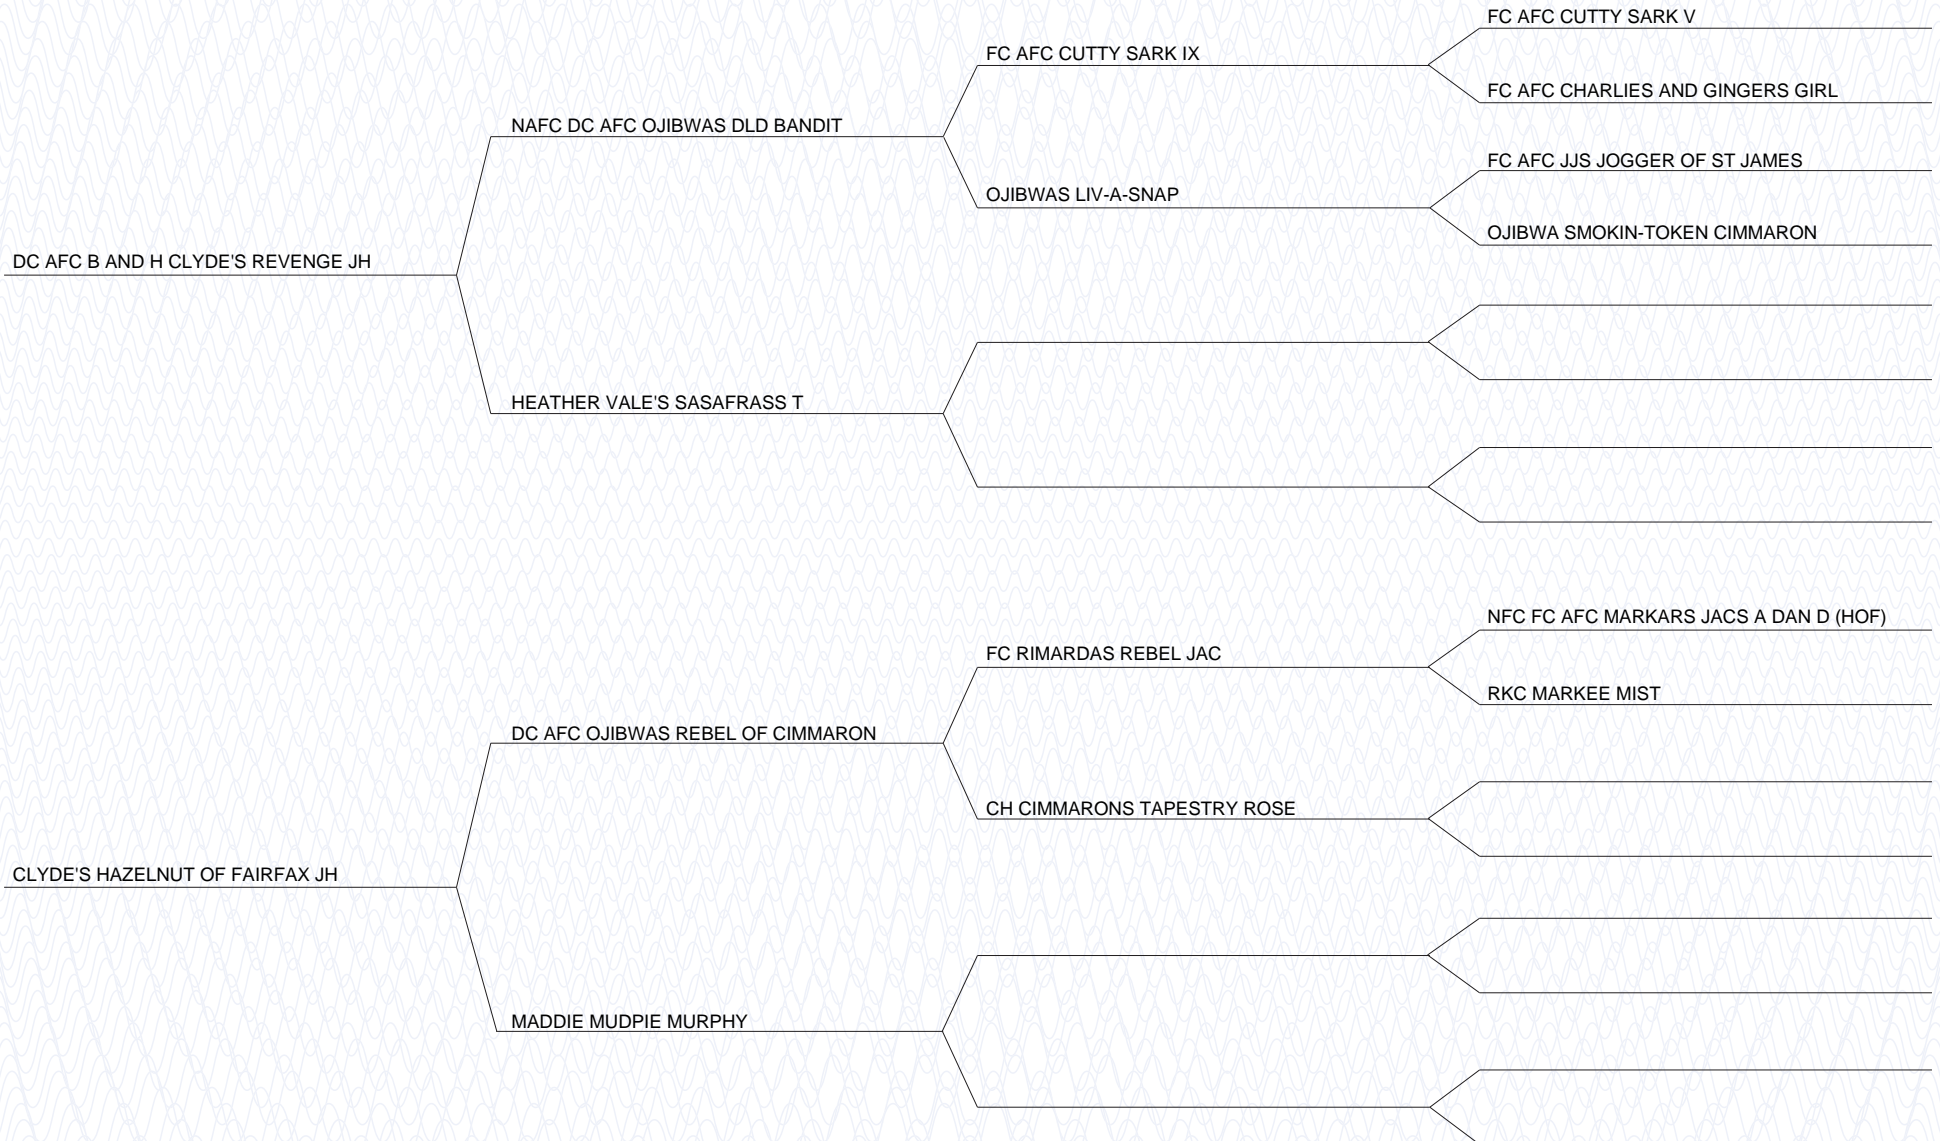 FC AFC CUTTY SARK V
FC AFC CUTTY SARK IX
FC AFC CHARLIES AND GINGERS GIRL
NAFC DC AFC OJIBWAS DLD BANDIT
FC AFC JJS JOGGER OF ST JAMES
OJIBWAS LIV-A-SNAP
OJIBWA SMOKIN-TOKEN CIMMARON
DC AFC B AND H CLYDE'S REVENGE JH
HEATHER VALE'S SASAFRASS T
NFC FC AFC MARKARS JACS A DAN D (HOF)
FC RIMARDAS REBEL JAC
RKC MARKEE MIST
DC AFC OJIBWAS REBEL OF CIMMARON
CH CIMMARONS TAPESTRY ROSE
CLYDE'S HAZELNUT OF FAIRFAX JH
MADDIE MUDPIE MURPHY